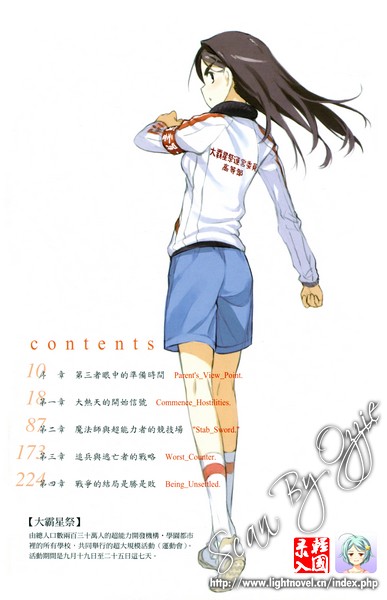 大霸星祭運營委員
高等部
contents
10 序 章 第三者眼中的準備時間 Parent's_View_Point.
18 第一章 大熱天的開始信號 Commence_Hostilities.
87 第二章 魔法師與超能力者的競技場 "Stab_Sword."
173 第三章 追兵與逃亡者的戰略 Worst_Counter.
224 第四章 戰爭的結局是勝是敗 Being_Unsettled.
【大霸星祭】
由總人口數兩百三十萬人的超能力開發機構・學園都市
裡的所有學校,共同舉行的超大規模活動(運動會)。
活動期間是九月十九日至二十五日這七天。
Scan By Ozzie
輕國
录入
http://www.lightnovel.cn/index.php